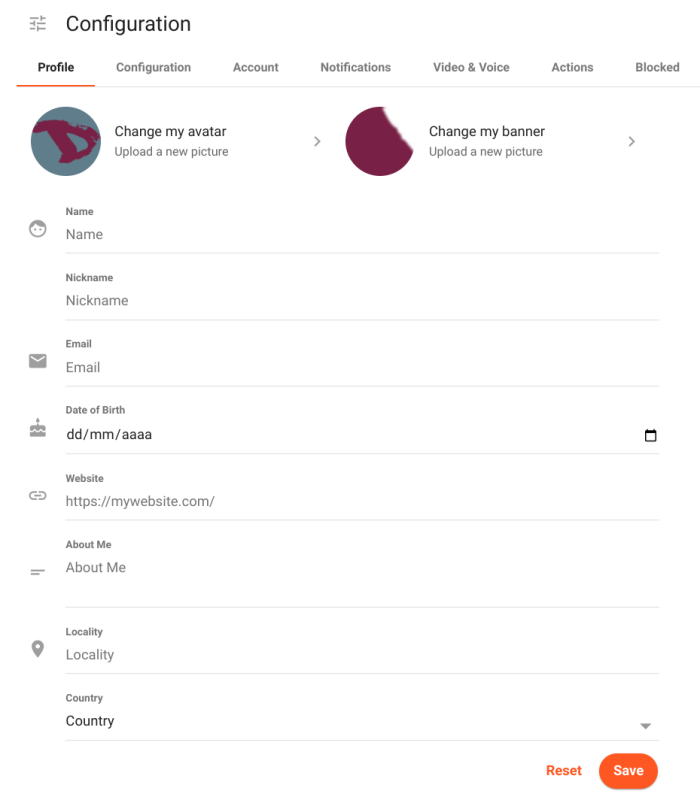 Configuration
Profile Configuration Account Notifications Video & Voice Actions Blocked
Change my avatar
Upload a new picture
Change my banner
Upload a new picture
Name
Name
Nickname
Nickname
Email
Email
Date of Birth
dd/mm/aaaa
Website
https://mywebsite.com/
About Me
About Me
Locality
Locality
Country
Country
Reset Save